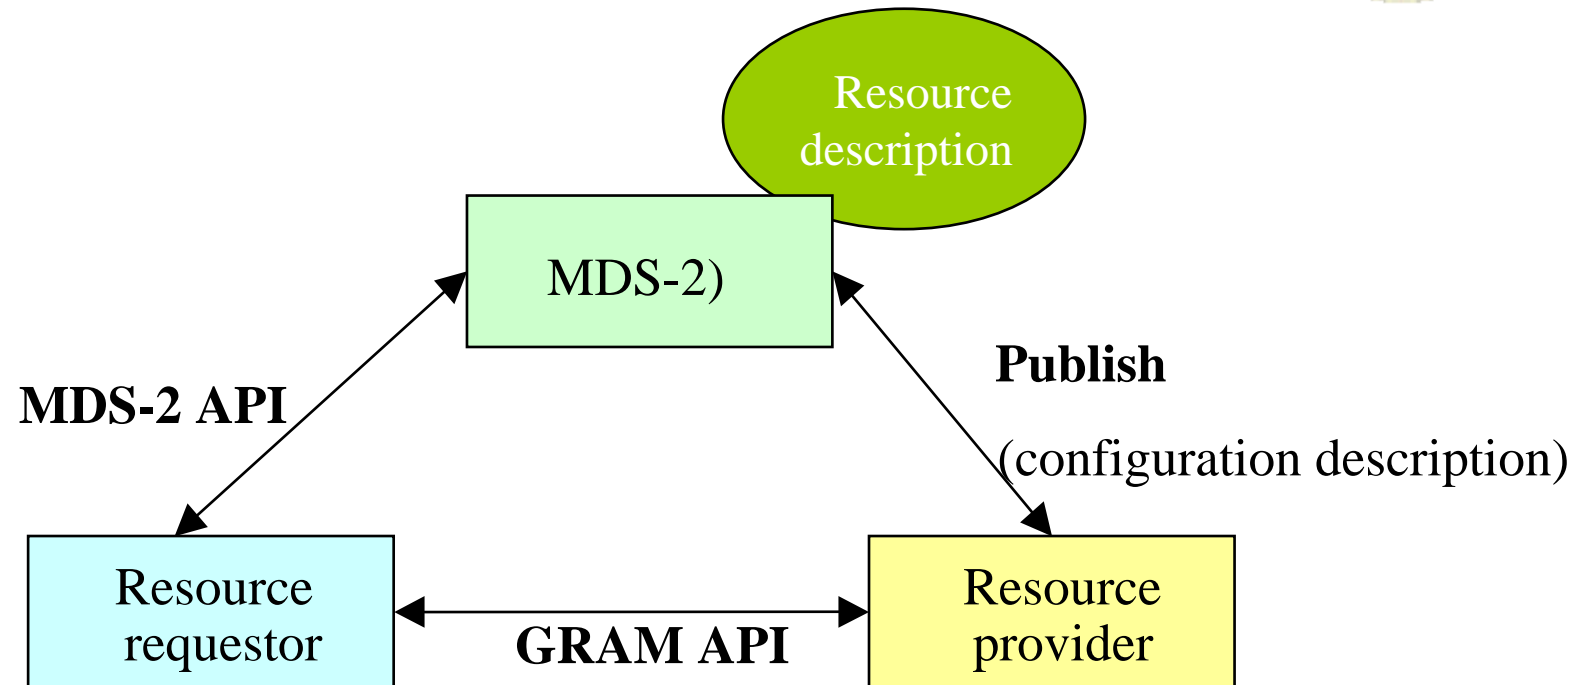 Resource
description
MDS-2)
Publish
MDS-2 API
(configuration description)
Resource
requestor
GRAM API
Resource
provider